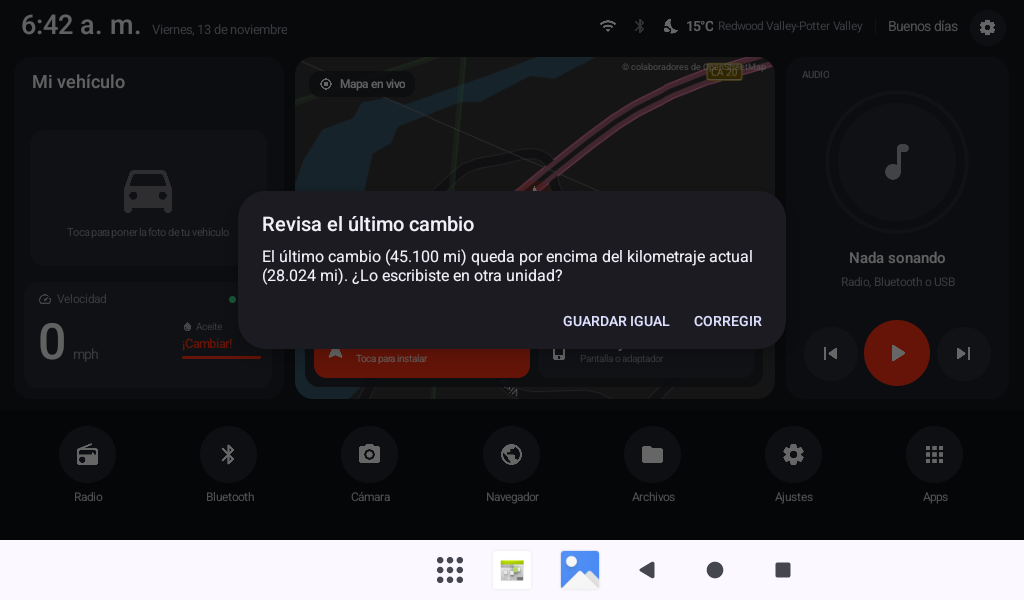 6:42 a. m.
Viernes, 13 de noviembre
15°C
Redwood Valley-Potter Valley
Buenos días
Mi vehículo
Toca para poner la foto de tu vehículo
Velocidad
0 mph
Aceite
¡Cambiar!
Mapa en vivo
© colaboradores de OpenStreetMap
CA 20
Revisa el último cambio
El último cambio (45.100 mi) queda por encima del kilometraje actual
(28.024 mi). ¿Lo escribiste en otra unidad?
GUARDAR IGUAL
CORREGIR
Toca para instalar
Pantalla o adaptador
AUDIO
Nada sonando
Radio, Bluetooth o USB
Radio
Bluetooth
Cámara
Navegador
Archivos
Ajustes
Apps